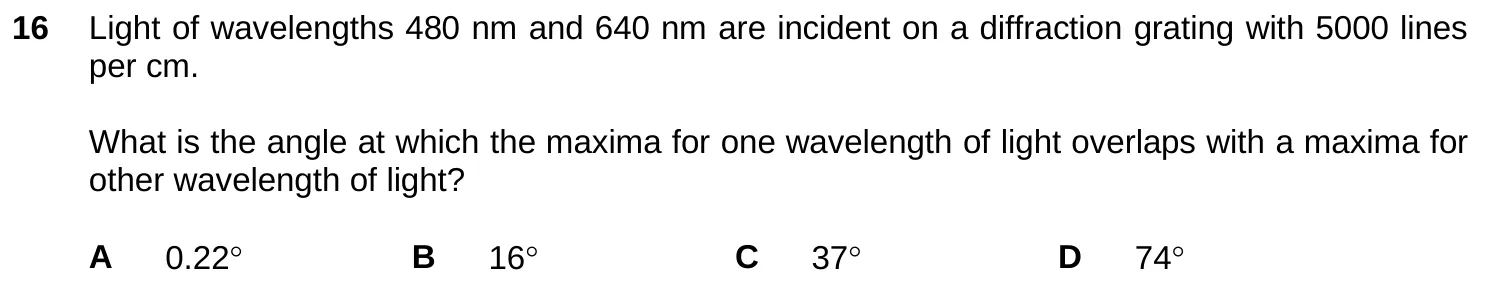 16 Light of wavelengths 480 nm and 640 nm are incident on a diffraction grating with 5000 lines
per cm.
What is the angle at which the maxima for one wavelength of light overlaps with a maxima for
other wavelength of light?
A 0.22° B 16° C 37° D 74°